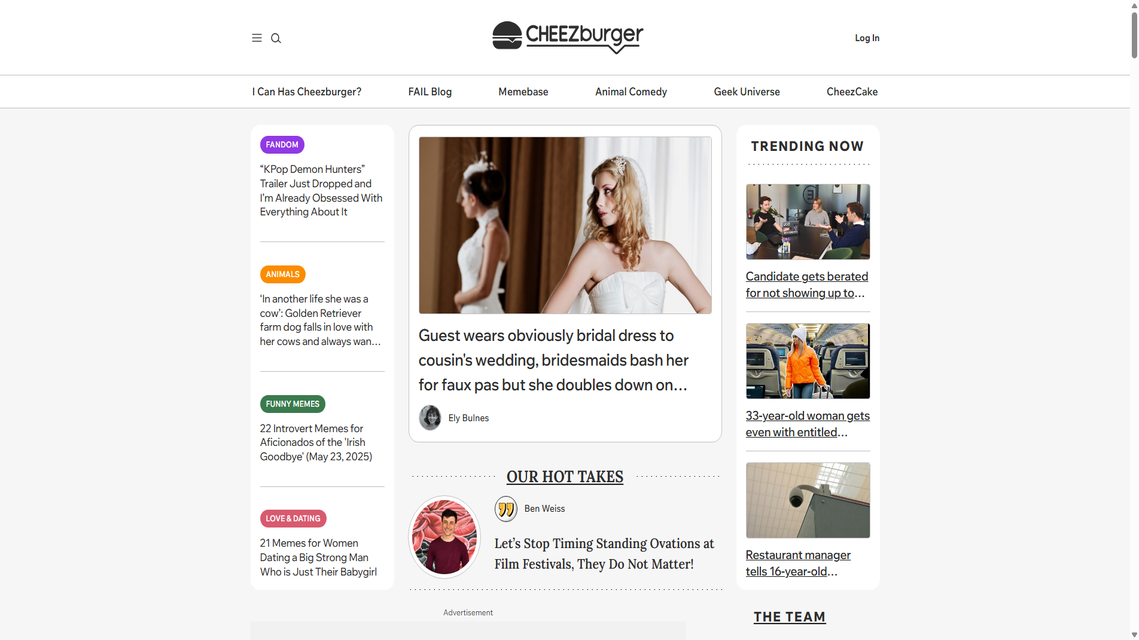 CHEEZburger
Log In
I Can Has Cheezburger?
FAIL Blog
Memebase
Animal Comedy
Geek Universe
CheezCake
FANDOM
“KPop Demon Hunters”
Trailer Just Dropped and
I'm Already Obsessed With
Everything About It
ANIMALS
'In another life she was a
cow': Golden Retriever
farm dog falls in love with
her cows and always wan...
FUNNY MEMES
22 Introvert Memes for
Aficionados of the 'Irish
Goodbye' (May 23, 2025)
LOVE & DATING
21 Memes for Women
Dating a Big Strong Man
Who is Just Their Babygirl
Guest wears obviously bridal dress to
cousin's wedding, bridesmaids bash her
for faux pas but she doubles down on...
Ely Bulnes
OUR HOT TAKES
Ben Weiss
Let's Stop Timing Standing Ovations at
Film Festivals, They Do Not Matter!
Advertisement
TRENDING NOW
Candidate gets berated
for not showing up to...
33-year-old woman gets
even with entitled...
Restaurant manager
tells 16-year-old...
THE TEAM